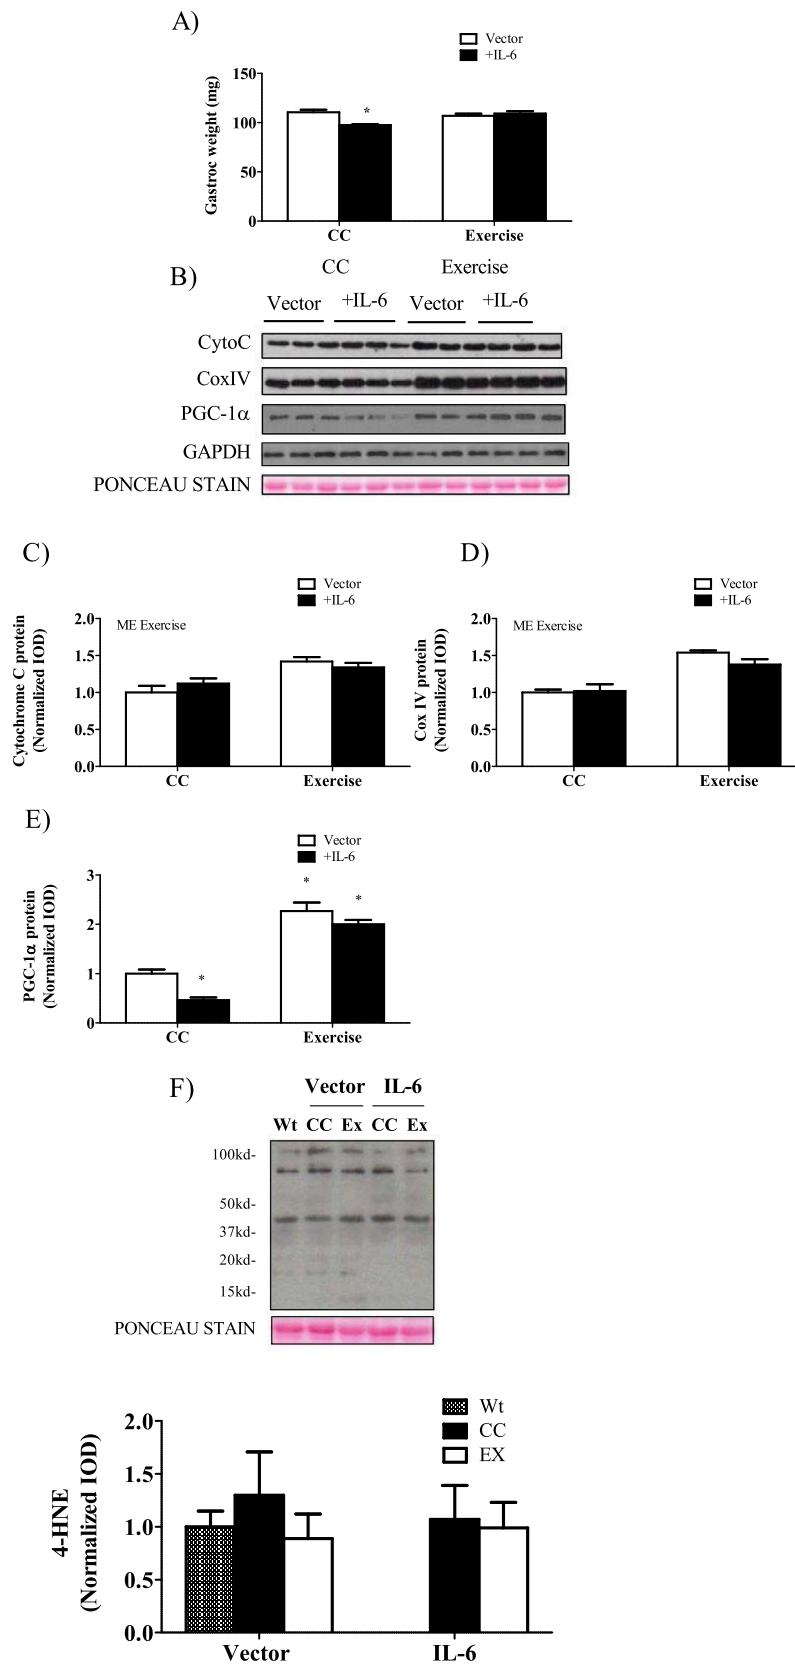 A)
Vector
+IL-6
Gastroc weight (mg)
150
100
50
0
*
CC
Exercise
B)
CC
Exercise
Vector
+IL-6
Vector
+IL-6
CytoC
CoxIV
PGC-1α
GAPDH
PONCEAU STAIN
C)
Vector
+IL-6
Cytochrome C protein
(Normalized IOD)
2.0
1.5
1.0
0.5
0.0
ME Exercise
CC
Exercise
D)
Vector
+IL-6
Cox IV protein
(Normalized IOD)
2.0
1.5
1.0
0.5
0.0
ME Exercise
CC
Exercise
E)
Vector
+IL-6
PGC-1α protein
(Normalized IOD)
3
2
1
0
*
*
*
CC
Exercise
F)
Vector
IL-6
Wt CC Ex CC Ex
100kd-
50kd-
37kd-
20kd-
15kd-
PONCEAU STAIN
Wt
CC
EX
4-HNE
(Normalized IOD)
2.0
1.5
1.0
0.5
0.0
Vector
IL-6